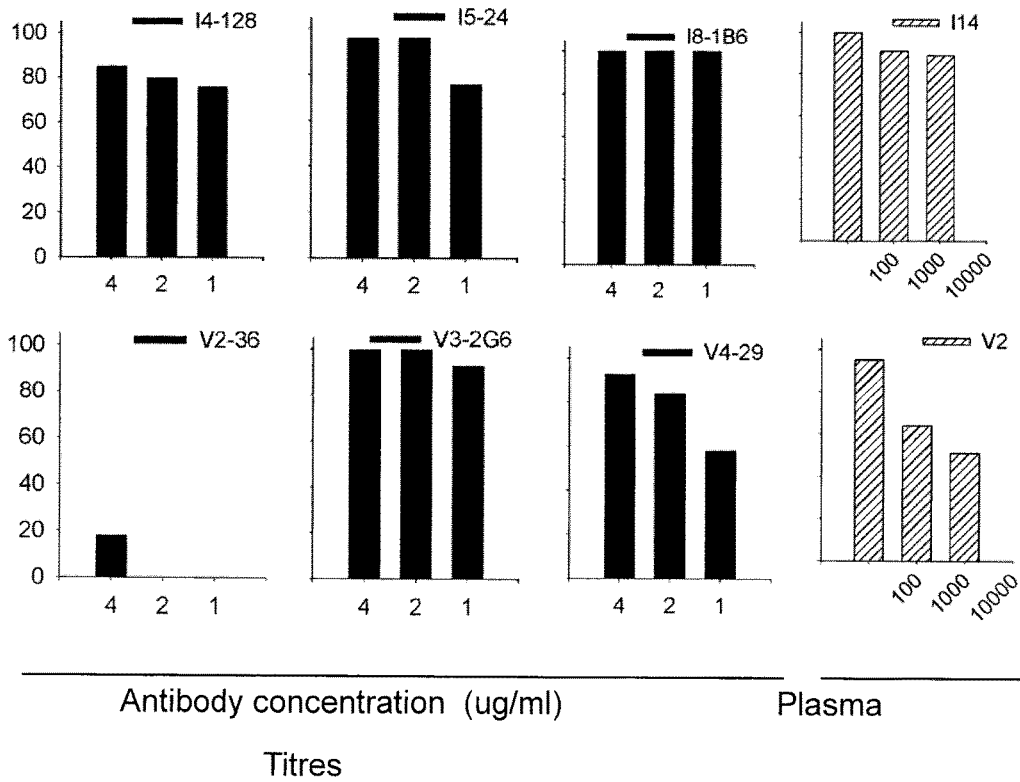 I4-128
I5-24
I8-1B6
I14
100
80
60
40
20
0
4 2 1
4 2 1
4 2 1
100 1000 10000
V2-36
V3-2G6
V4-29
V2
100
80
60
40
20
0
4 2 1
4 2 1
4 2 1
100 1000 10000
Antibody concentration (ug/ml)
Plasma
Titres